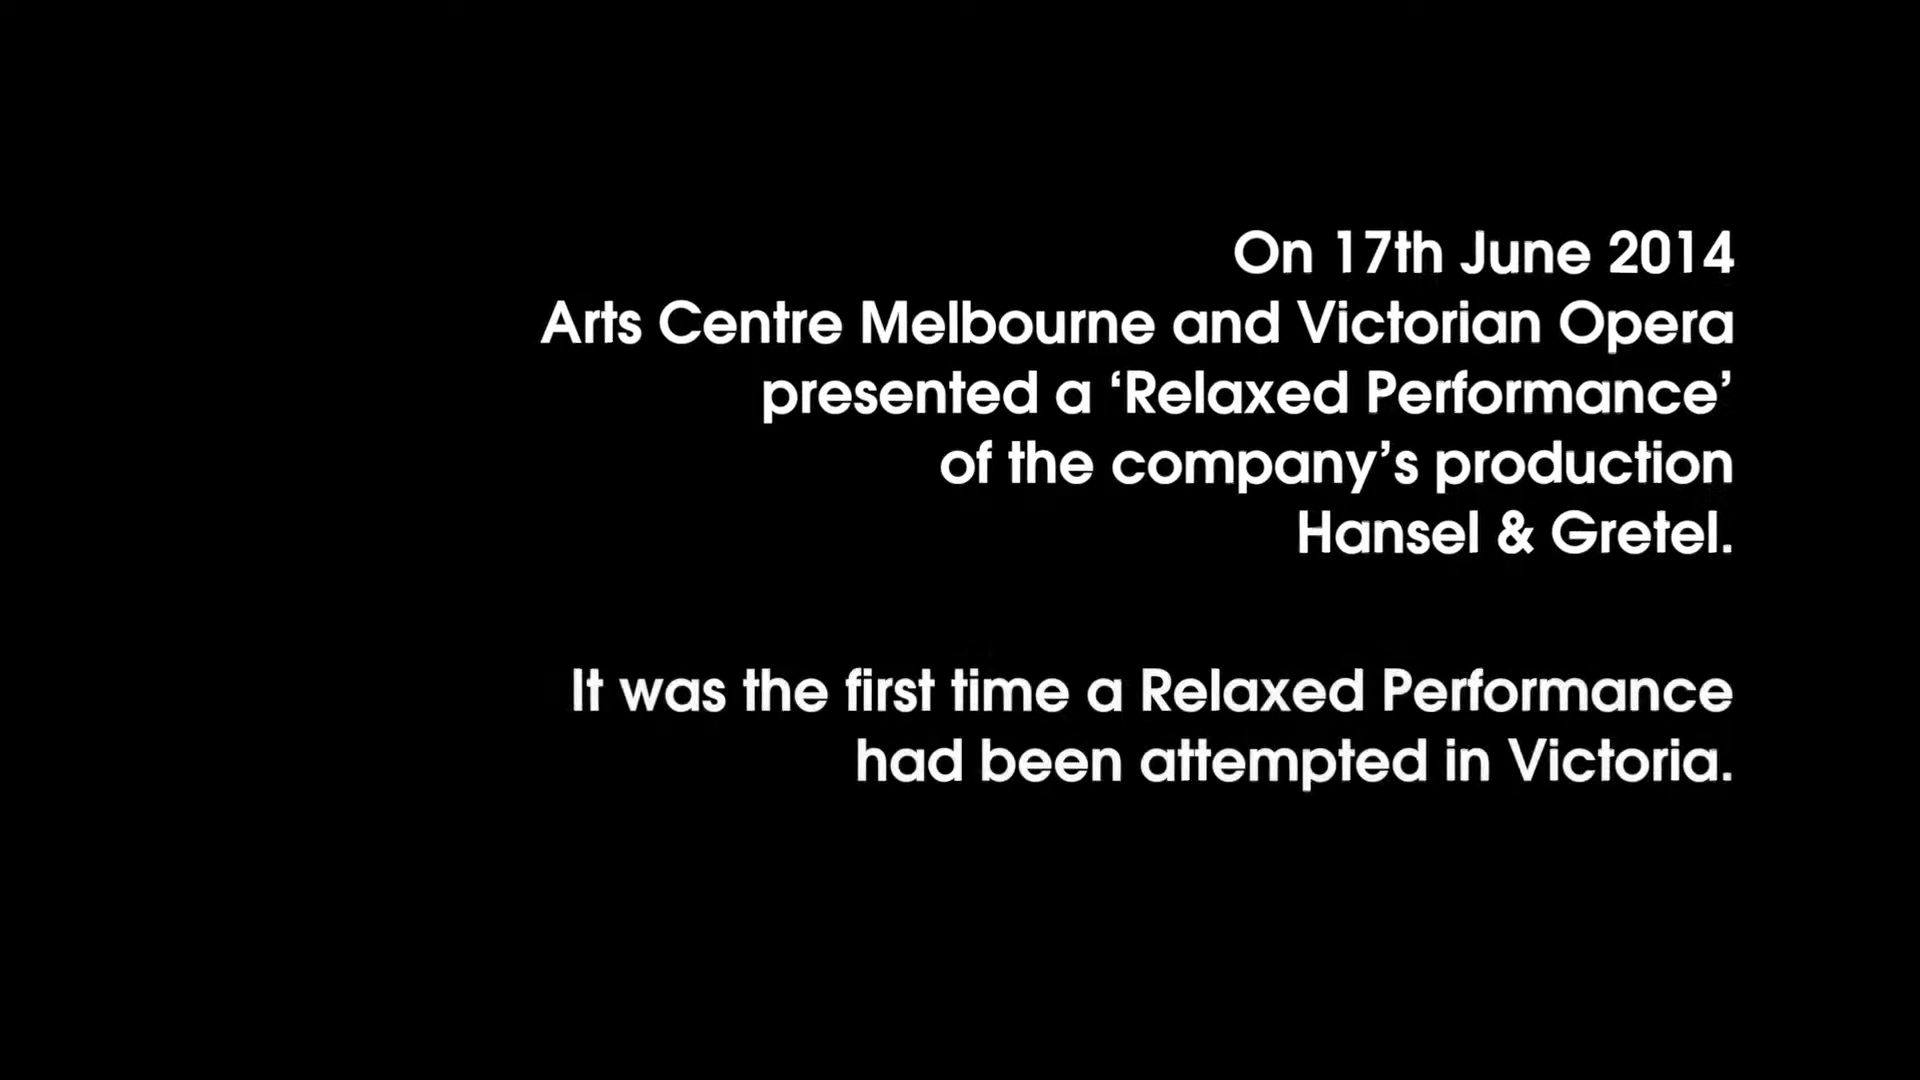 On 17th June 2014
Arts Centre Melbourne and Victorian Opera
presented a ‘Relaxed Performance’
of the company’s production
Hansel & Gretel.
It was the first time a Relaxed Performance
had been attempted in Victoria.